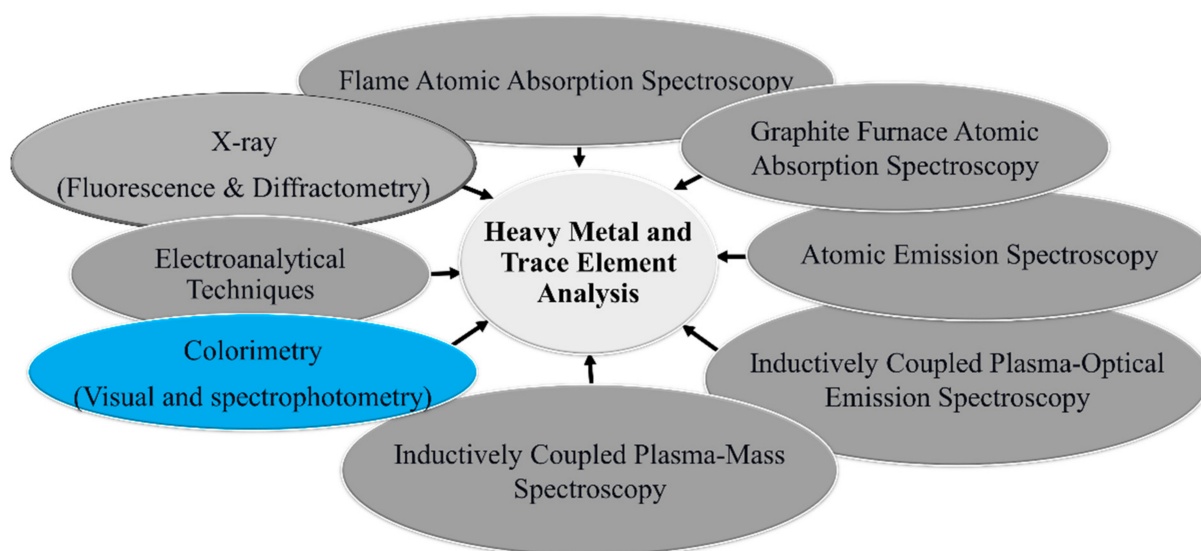 Flame Atomic Absorption Spectroscopy
X-ray
(Fluorescence & Diffractometry)
Graphite Furnace Atomic
Absorption Spectroscopy
Heavy Metal and
Trace Element
Analysis
Electroanalytical
Techniques
Atomic Emission Spectroscopy
Colorimetry
(Visual and spectrophotometry)
Inductively Coupled Plasma-Optical
Emission Spectroscopy
Inductively Coupled Plasma-Mass
Spectroscopy